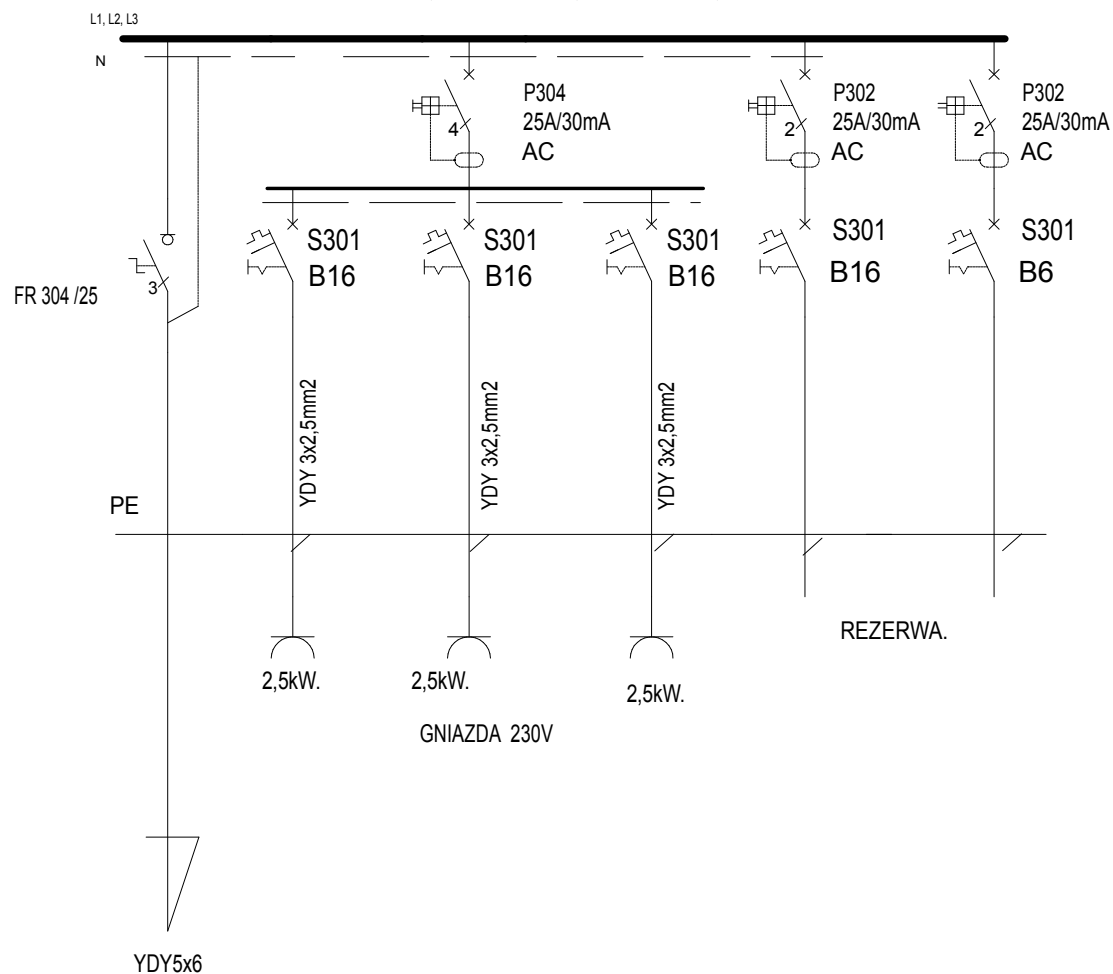 L1, L2, L3
N
P304
25A/30mA
AC
4
P302
25A/30mA
AC
2
P302
25A/30mA
AC
2
FR 304 /25
3
S301
B16
S301
B16
S301
B16
S301
B16
S301
B6
YDY 3x2,5mm2
YDY 3x2,5mm2
YDY 3x2,5mm2
PE
REZERWA.
2,5kW.
2,5kW.
2,5kW.
GNIAZDA 230V
YDY5x6